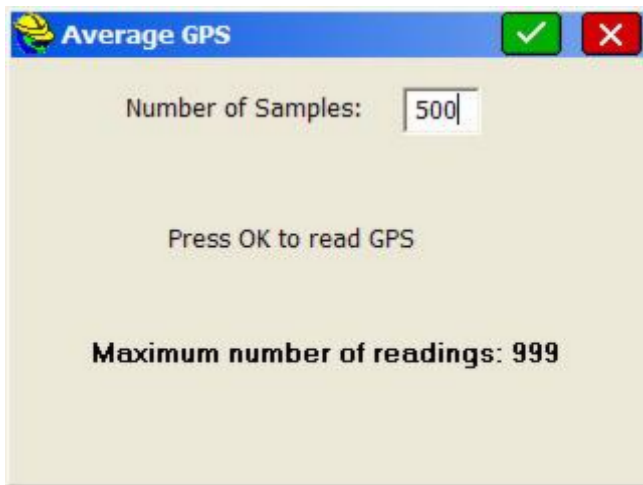 Average GPS
Number of Samples: 500
Press OK to read GPS
Maximum number of readings: 999